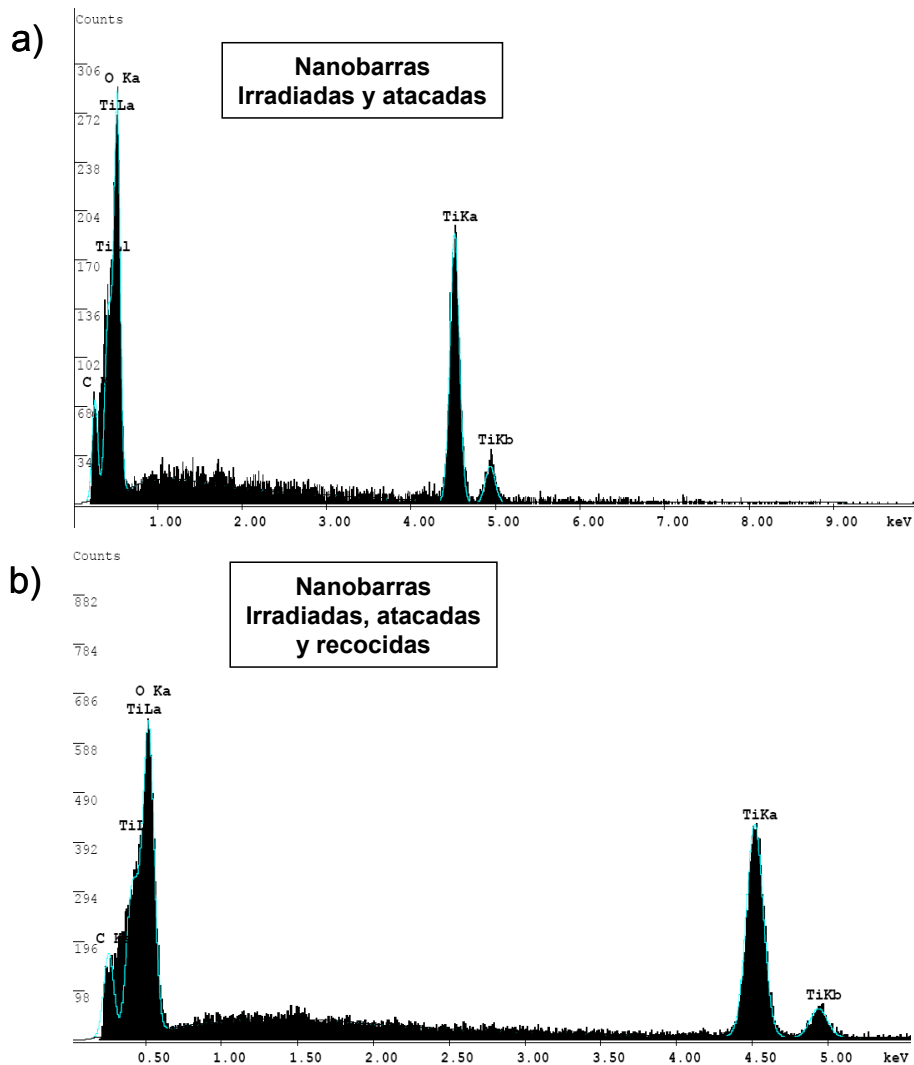 a)
Counts
Nanobarras
Irradiadas y atacadas
306
O Ka
TiLa
272
238
204
TiLl
TiKa
170
136
102
C
68
TiKb
34
1.00 2.00 3.00 4.00 5.00 6.00 7.00 8.00 9.00 keV
b)
Counts
Nanobarras
Irradiadas, atacadas
y recocidas
882
784
686
O Ka
TiLa
588
490
TiL
TiKa
392
294
196
C K
98
TiKb
0.50 1.00 1.50 2.00 2.50 3.00 3.50 4.00 4.50 5.00 keV